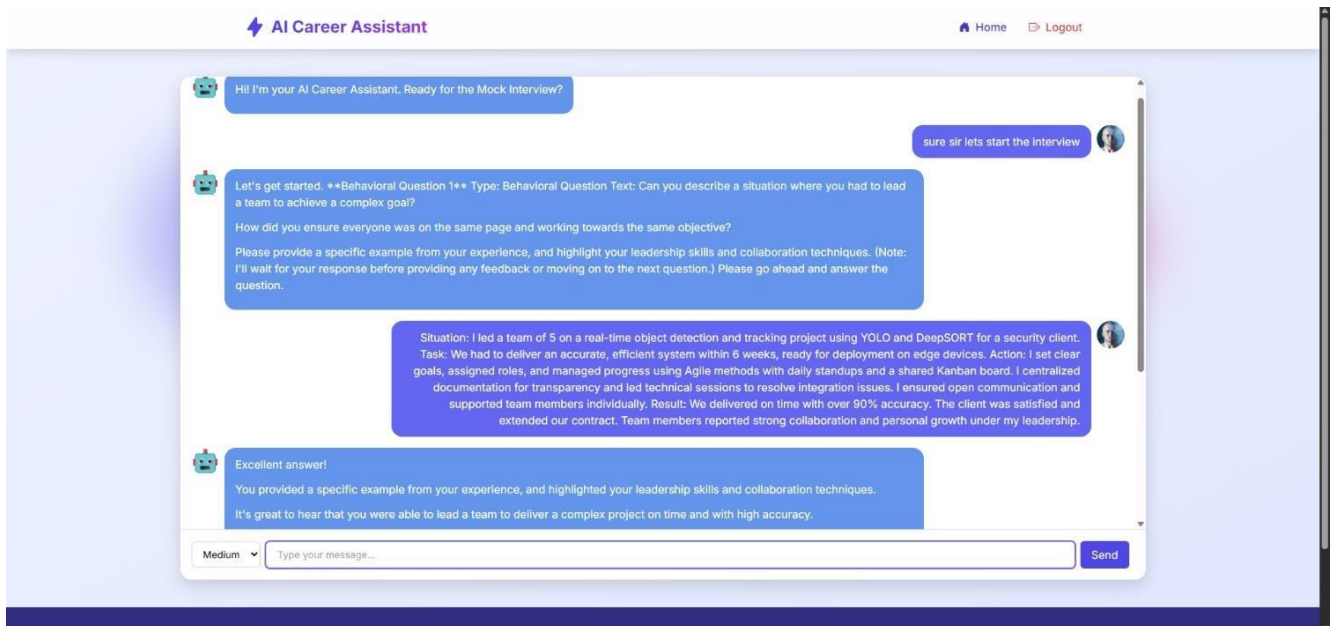 AI Career Assistant
Home
Logout
Hi! I'm your AI Career Assistant. Ready for the Mock Interview?
sure sir lets start the interview
Let's get started. **Behavioral Question 1** Type: Behavioral Question Text: Can you describe a situation where you had to lead
a team to achieve a complex goal?
How did you ensure everyone was on the same page and working towards the same objective?
Please provide a specific example from your experience, and highlight your leadership skills and collaboration techniques. (Note:
I'll wait for your response before providing any feedback or moving on to the next question.) Please go ahead and answer the
question.
Situation: I led a team of 5 on a real-time object detection and tracking project using YOLO and DeepSORT for a security client.
Task: We had to deliver an accurate, efficient system within 6 weeks, ready for deployment on edge devices. Action: I set clear
goals, assigned roles, and managed progress using Agile methods with daily standups and a shared Kanban board. I centralized
documentation for transparency and led technical sessions to resolve integration issues. I ensured open communication and
supported team members individually. Result: We delivered on time with over 90% accuracy. The client was satisfied and
extended our contract. Team members reported strong collaboration and personal growth under my leadership.
Excellent answer!
You provided a specific example from your experience, and highlighted your leadership skills and collaboration techniques.
It's great to hear that you were able to lead a team to deliver a complex project on time and with high accuracy.
Medium
Type your message...
Send